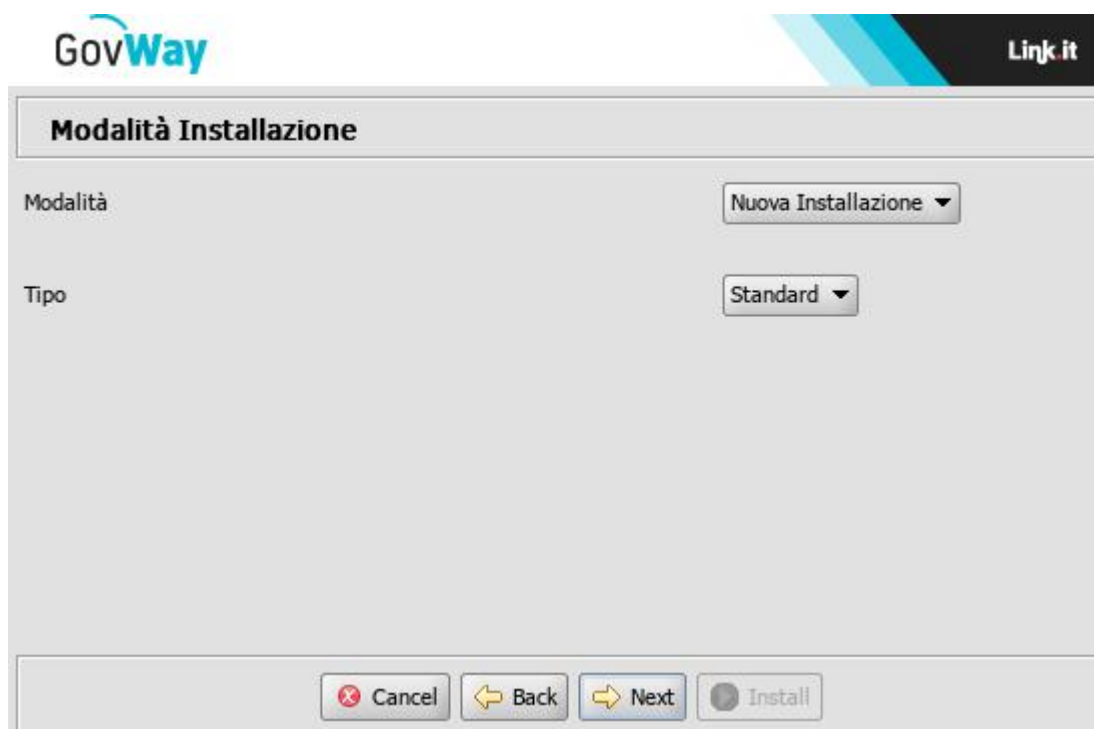 GovWay
Link.it
Modalità Installazione
Modalità
Nuova Installazione
Tipo
Standard
Cancel
Back
Next
Install